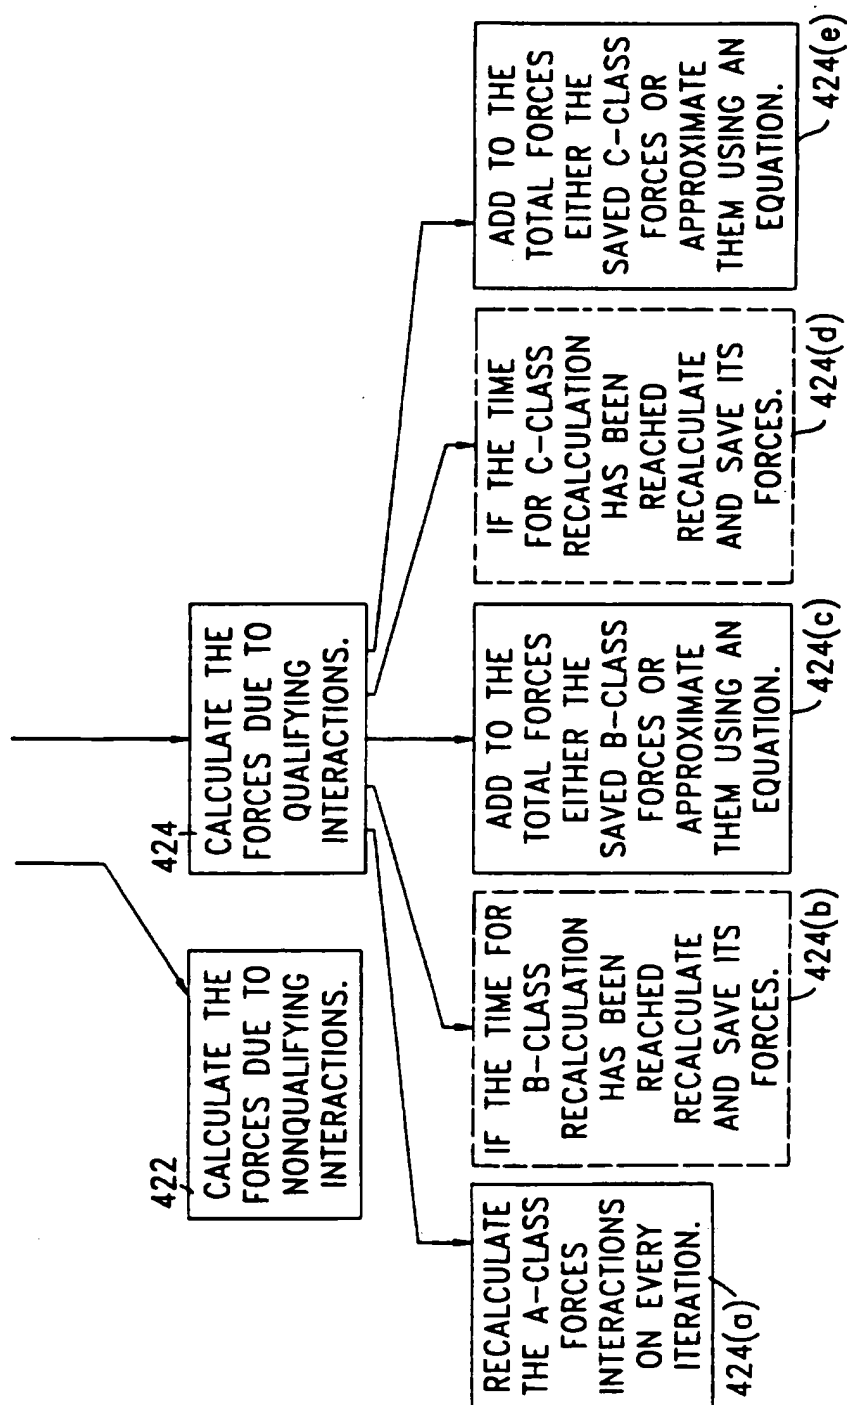 422
CALCULATE THE
FORCES DUE TO
NONQUALIFYING
INTERACTIONS.
424
CALCULATE THE
FORCES DUE TO
QUALIFYING
INTERACTIONS.
RECALCULATE
THE A-CLASS
FORCES
INTERACTIONS
ON EVERY
ITERATION.
424(a)
IF THE TIME FOR
B-CLASS
RECALCULATION
HAS BEEN
REACHED
RECALCULATE
AND SAVE ITS
FORCES.
424(b)
ADD TO THE
TOTAL FORCES
EITHER THE
SAVED B-CLASS
FORCES OR
APPROXIMATE
THEM USING AN
EQUATION.
424(c)
IF THE TIME
FOR C-CLASS
RECALCULATION
HAS BEEN
REACHED
RECALCULATE
AND SAVE ITS
FORCES.
424(d)
ADD TO THE
TOTAL FORCES
EITHER THE
SAVED C-CLASS
FORCES OR
APPROXIMATE
THEM USING AN
EQUATION.
424(e)